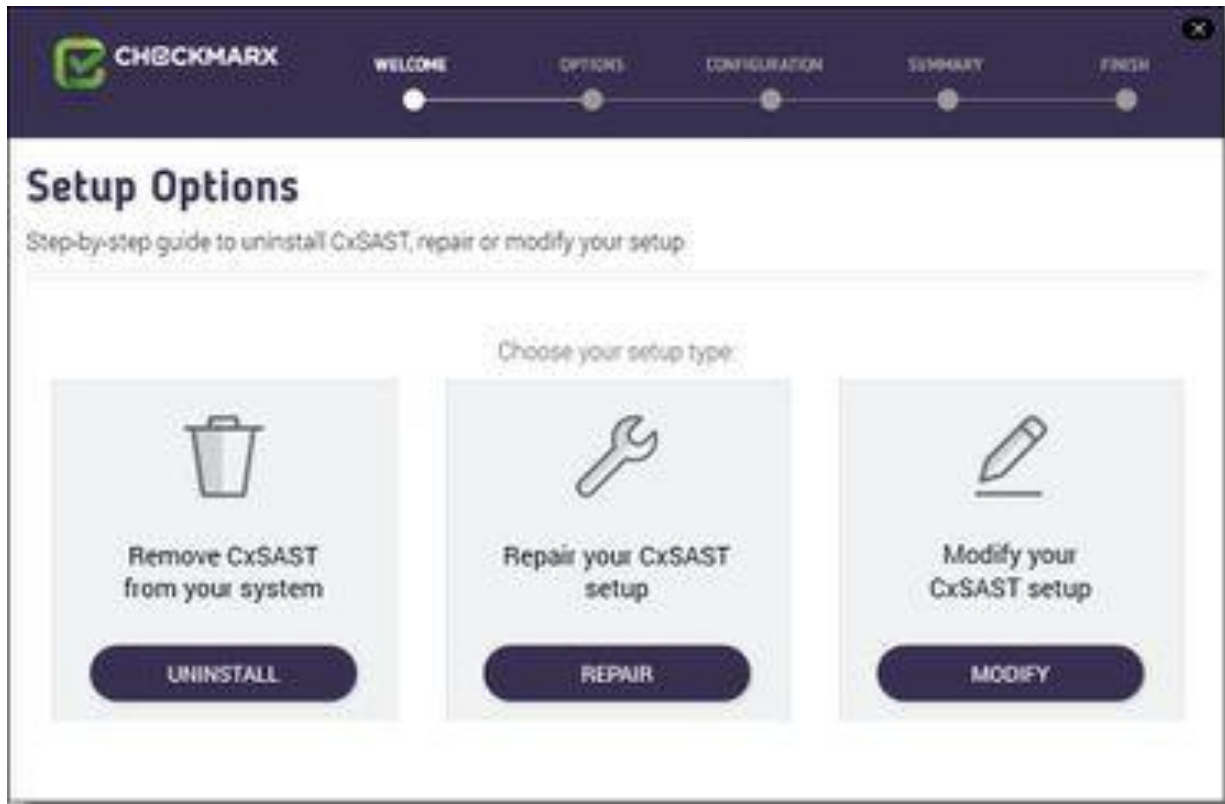 CHECKMARX
WELCOME
OPTIONS
CONFIGURATION
SUMMARY
FINISH
Setup Options
Step-by-step guide to uninstall CxSAST, repair or modify your setup
Choose your setup type:
Remove CxSAST
from your system
UNINSTALL
Repair your CxSAST
setup
REPAIR
Modify your
CxSAST setup
MODIFY